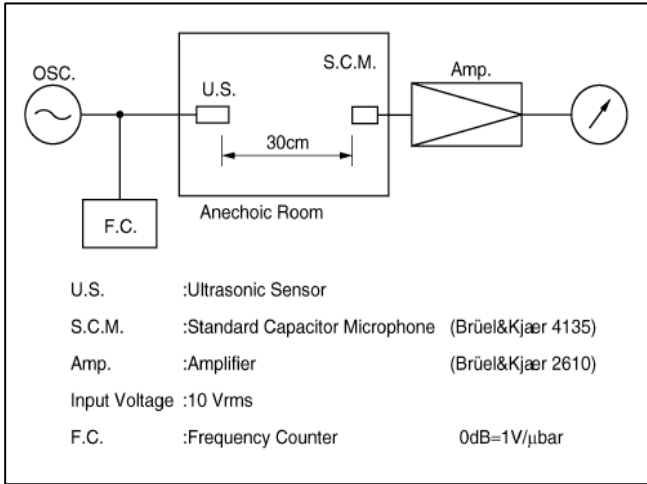 OSC.
U.S.
S.C.M.
Amp.
30cm
F.C.
Anechoic Room
U.S. :Ultrasonic Sensor
S.C.M. :Standard Capacitor Microphone (Brüel&Kjær 4135)
Amp. :Amplifier (Brüel&Kjær 2610)
Input Voltage :10 Vrms
F.C. :Frequency Counter 0dB=1V/μbar